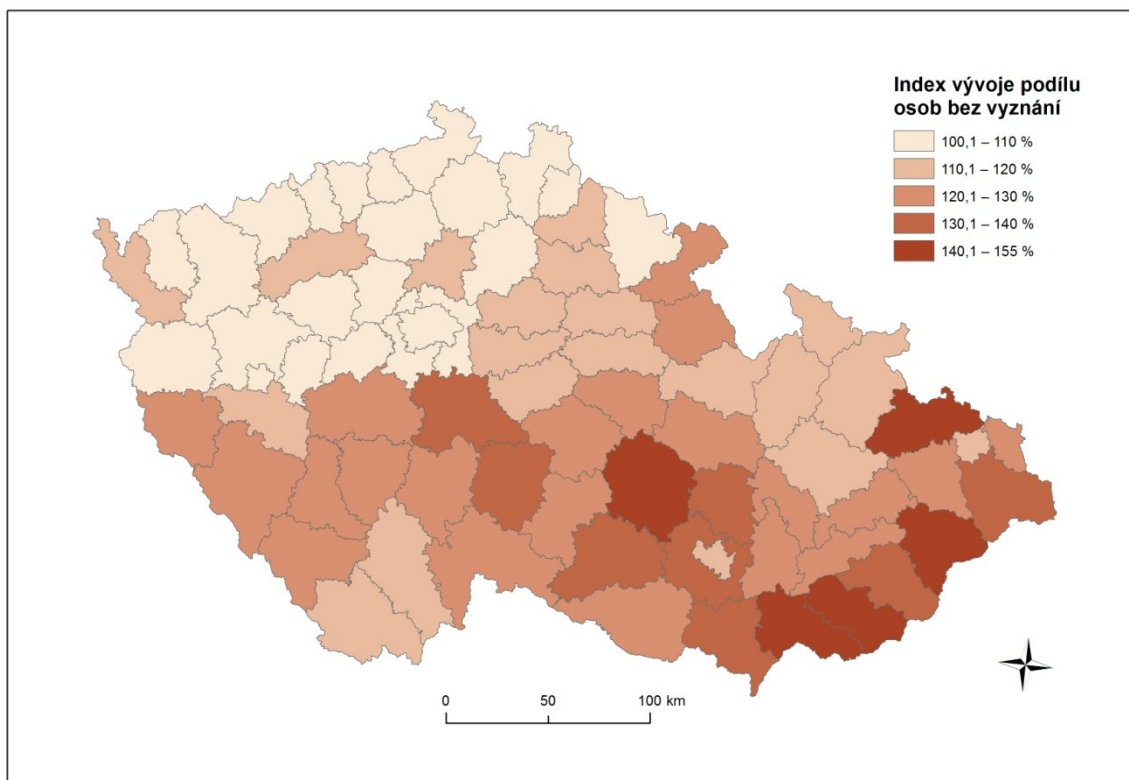 Index vývoje podílu
osob bez vyznání
100,1 – 110 %
110,1 – 120 %
120,1 – 130 %
130,1 – 140 %
140,1 – 155 %
0 50 100 km